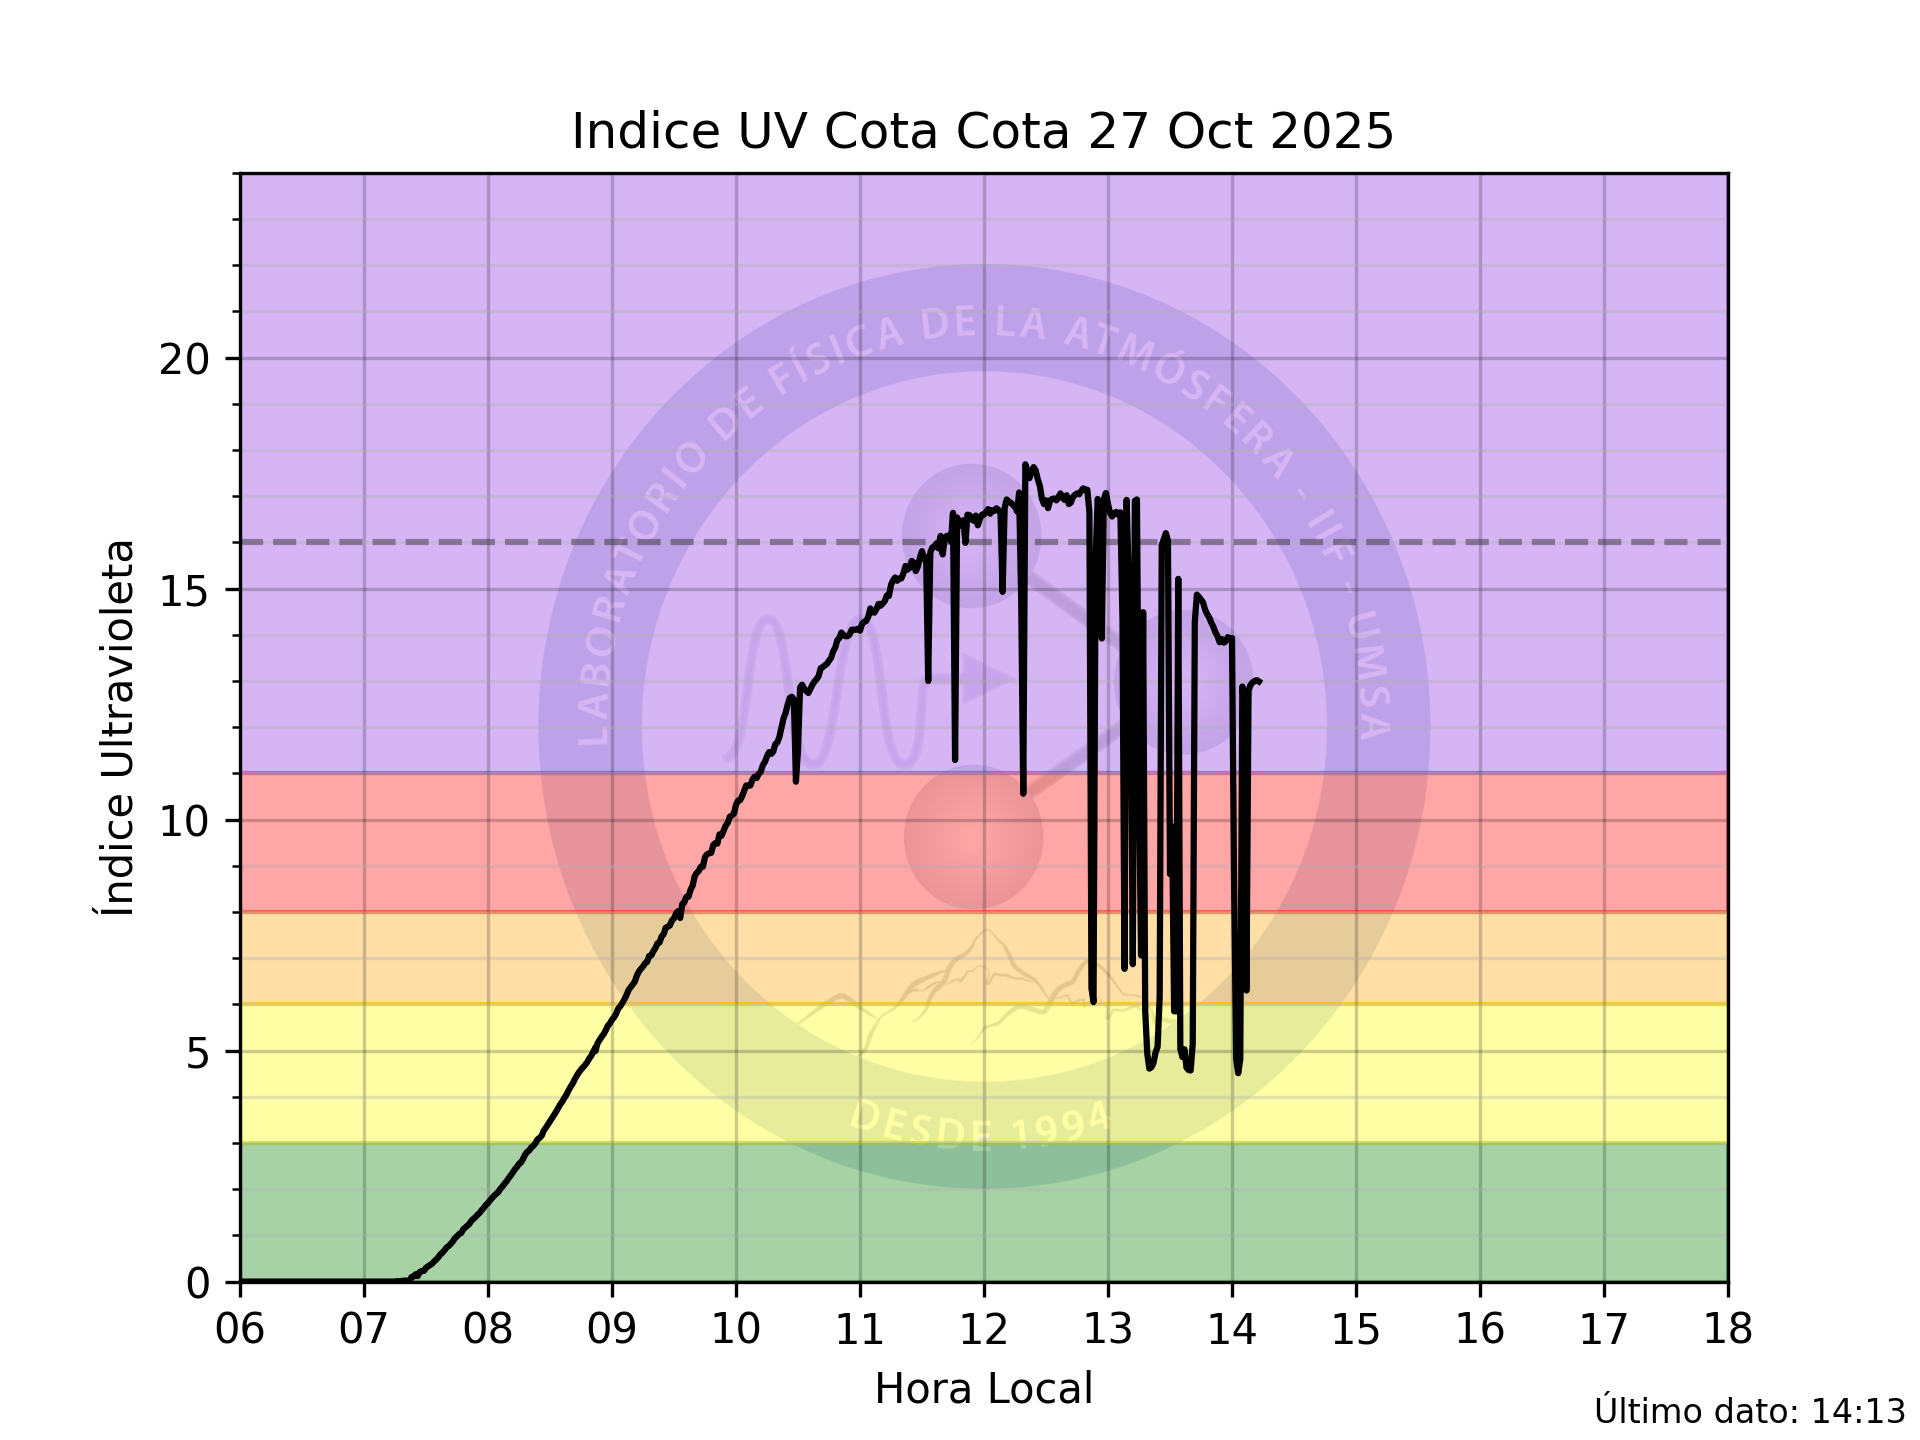 Indice UV Cota Cota 27 Oct 2025
LABORATORIO DE FÍSICA DE LA ATMÓSFERA - IIF - UMSA
DESDE 1994
Índice Ultravioleta
20
15
10
5
0
06 07 08 09 10 11 12 13 14 15 16 17 18
Hora Local
Último dato: 14:13